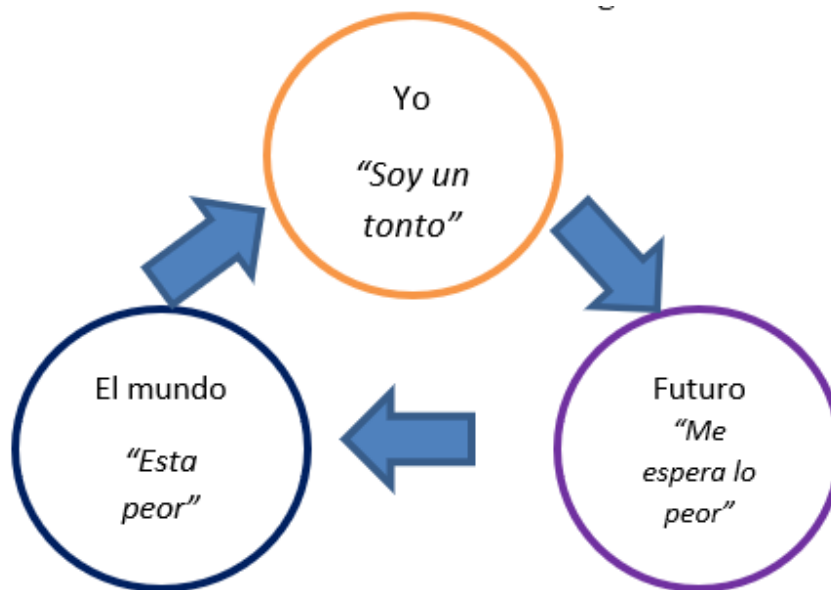 Yo
“Soy un
tonto”
El mundo
“Esta
peor”
Futuro
“Me
espera lo
peor”